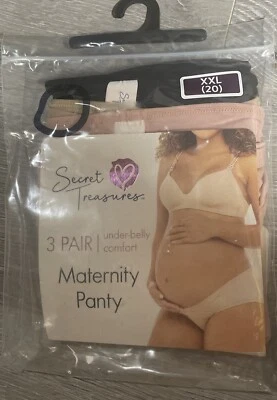 XXL
(20)
Secret
Treasures
3 PAIR | under-belly
comfort
Maternity
Panty